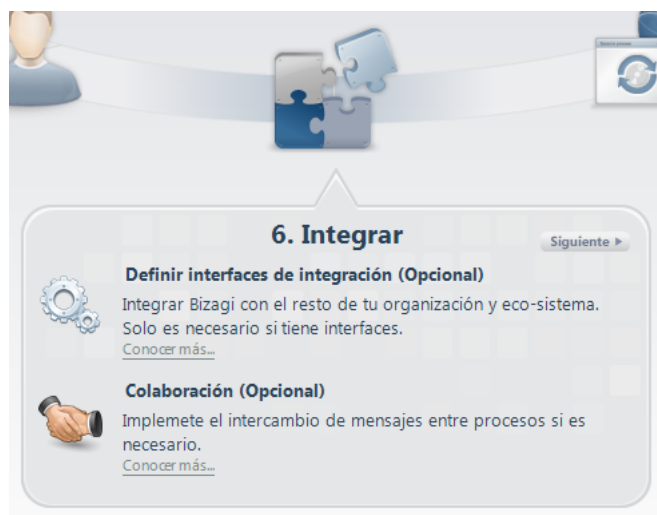 6. Integrar
Siguiente
Definir interfaces de integración (Opcional)
Integrar Bizagi con el resto de tu organización y eco-sistema.
Solo es necesario si tiene interfaces.
Conocer más...
Colaboración (Opcional)
Implemete el intercambio de mensajes entre procesos si es
necesario.
Conocer más...